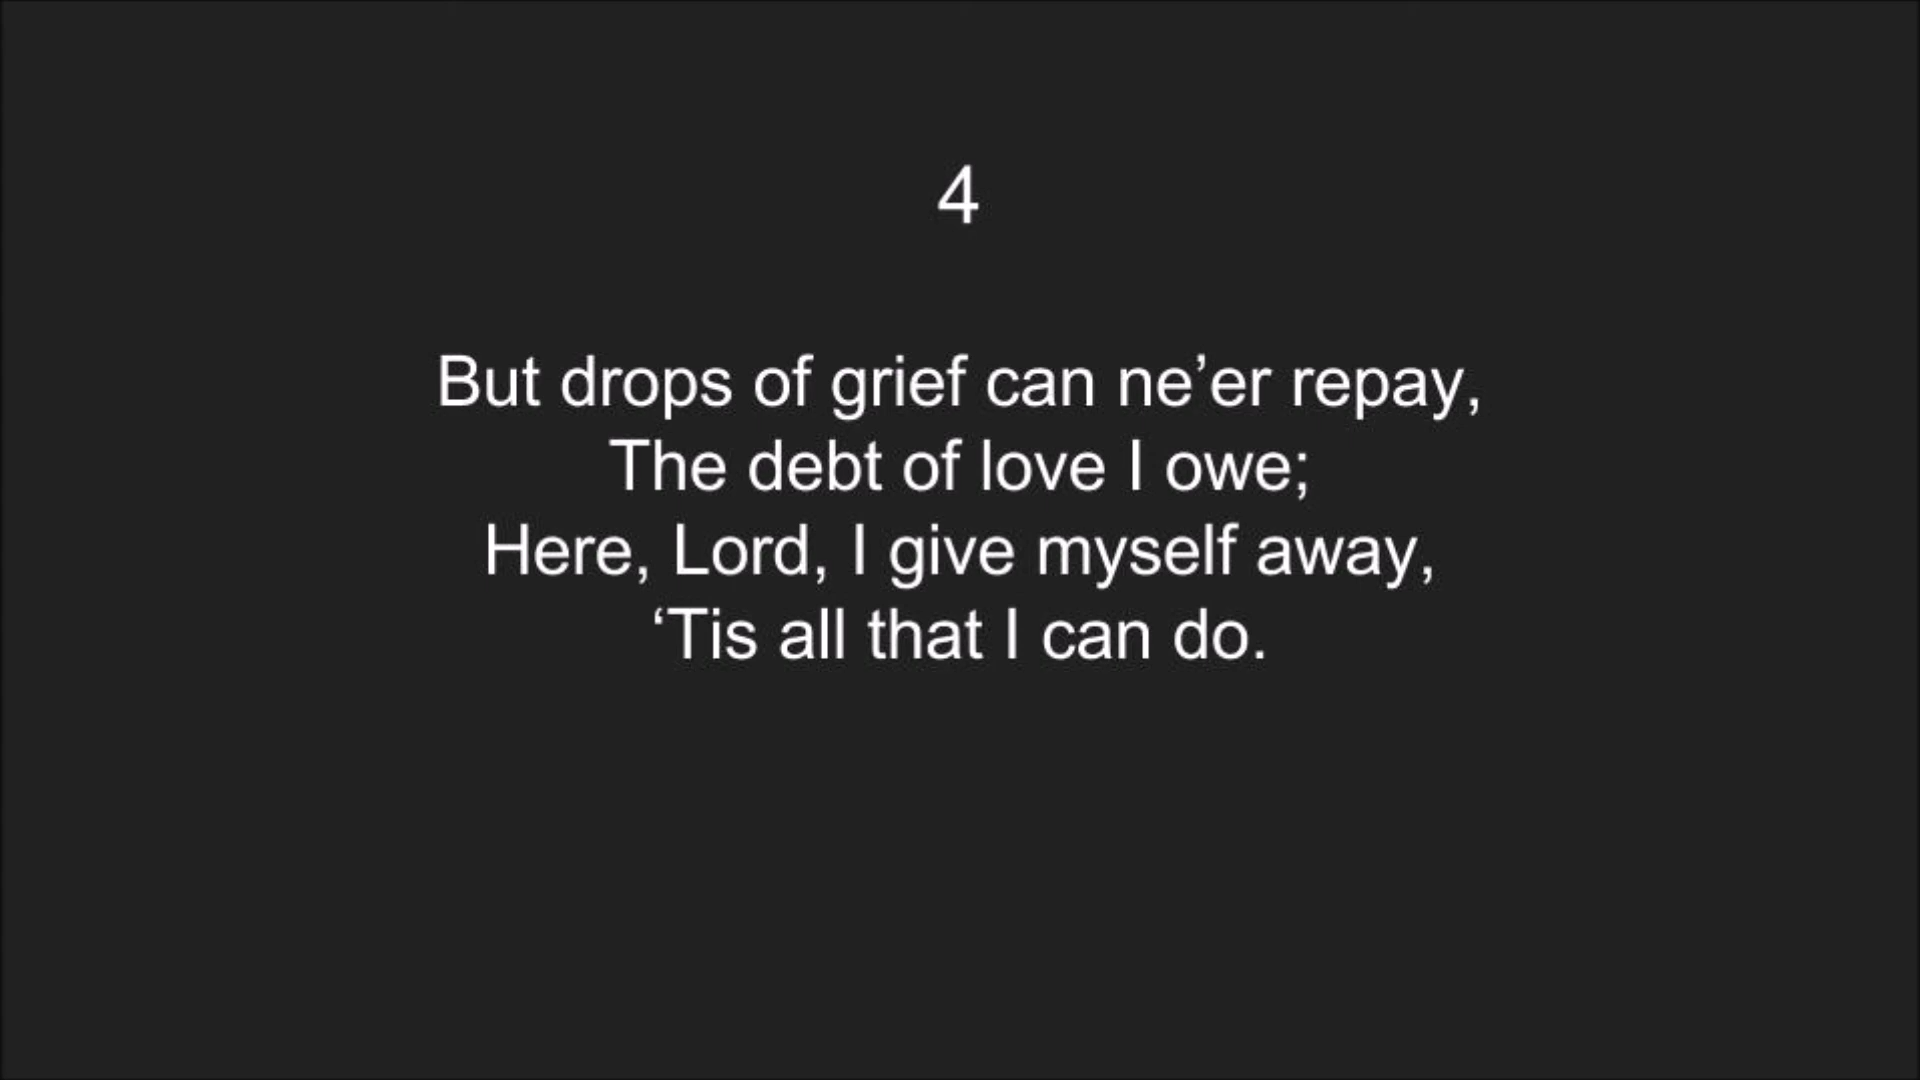 4
But drops of grief can ne’er repay,
The debt of love I owe;
Here, Lord, I give myself away,
‘Tis all that I can do.